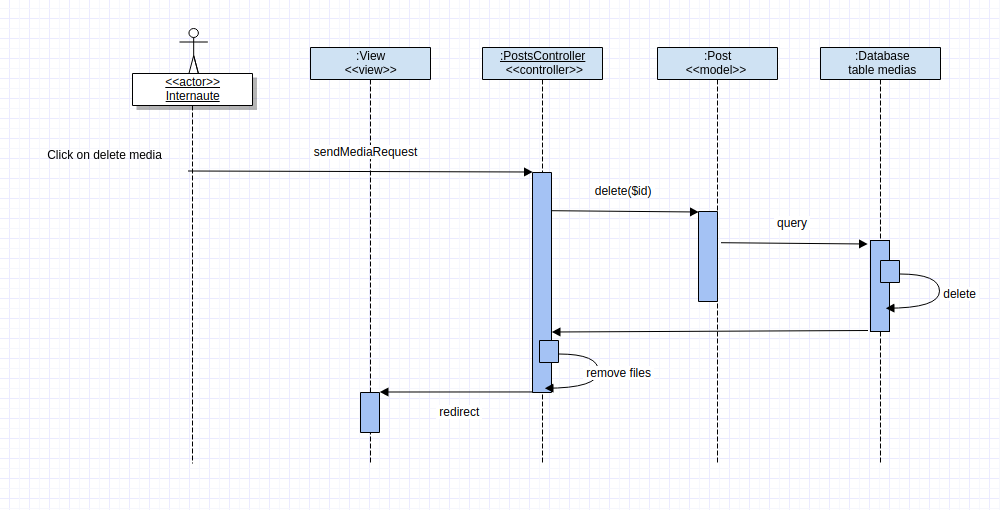 :View
<<view>>
:PostsController
<<controller>>
:Post
<<model>>
:Database
table medias
<<actor>>
Internaute
Click on delete media
sendMediaRequest
delete($id)
query
delete
remove files
redirect